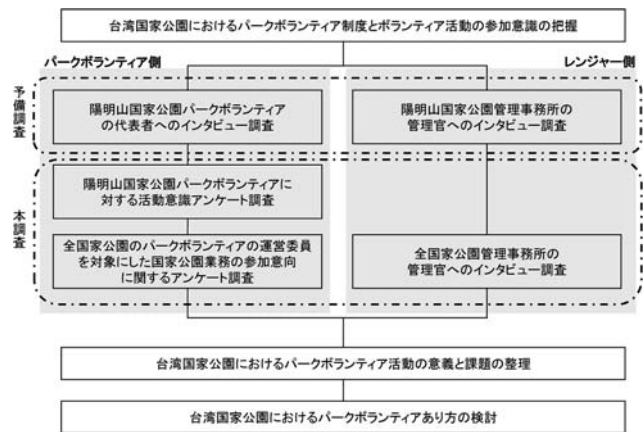 台湾国家公園におけるパークボランティア制度とボランティア活動の参加意識の把握
パークボランティア側
レンジャー側
予備調査
陽明山国家公園パークボランティア
の代表者へのインタビュー調査
陽明山国家公園管理事務所の
管理官へのインタビュー調査
本調査
陽明山国家公園パークボランティアに
対する活動意識アンケート調査
全国家公園のパークボランティアの運営委員
を対象にした国家公園業務の参加意向
に関するアンケート調査
全国家公園管理事務所の
管理官へのインタビュー調査
台湾国家公園におけるパークボランティア活動の意義と課題の整理
台湾国家公園におけるパークボランティアあり方の検討